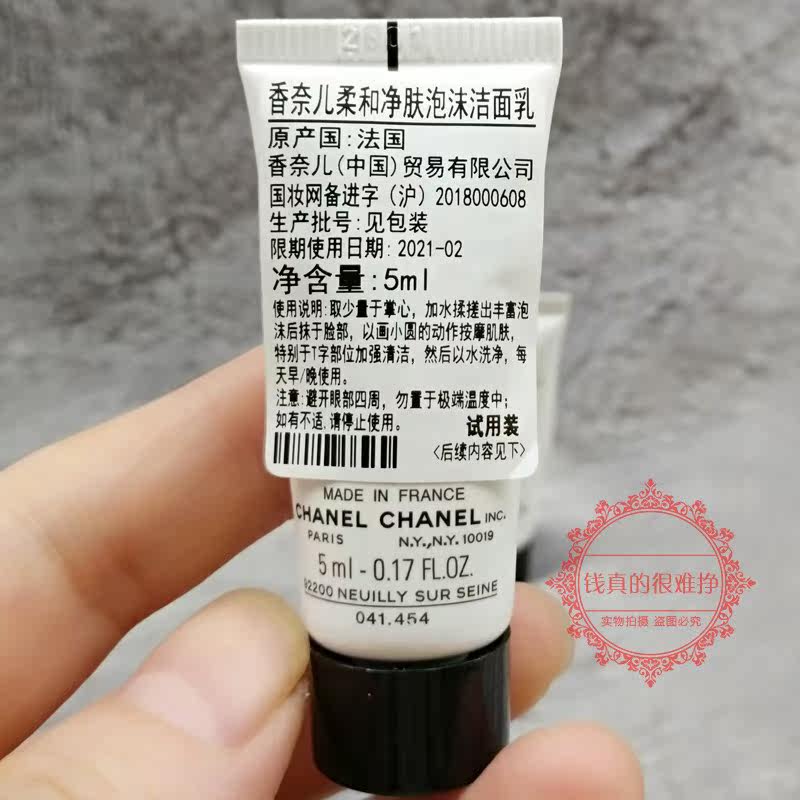 香奈儿柔和净肤泡沫洁面乳
原产国:法国
香奈儿(中国)贸易有限公司
国妆网备进字(沪)2018000608
生产批号:见包装
限期使用日期:2021-02
净含量:5ml
使用说明:取少量于掌心，加水揉搓出丰富泡
沫后抹于脸部，以画小圆的动作按摩肌肤，
特别于T字部位加强清洁，然后以水洗净，每
天早/晚使用。
注意:避开眼部四周，勿置于极端温度中；
如有不适,请停止使用。
试用装
<后续内容见下>
MADE IN FRANCE
CHANEL CHANEL INC.
PARIS N.Y., N.Y. 10019
5 ml - 0.17 FL.OZ.
92200 NEUILLY SUR SEINE
041.454
钱真的很难挣
实物拍摄 盗图必究